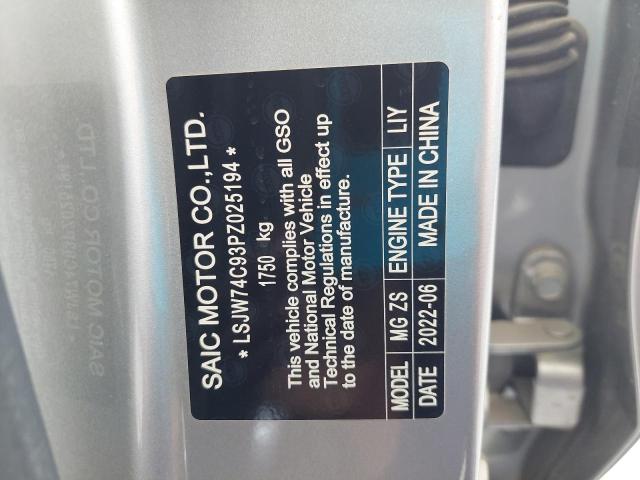 SAIC MOTOR CO.,LTD.
* LSJW74C93PZ025194 *
1750 kg
This vehicle complies with all GSO
and National Motor Vehicle
Technical Regulations in effect up
to the date of manufacture.
MODEL MG ZS ENGINE TYPE LIY
DATE 2022-06 MADE IN CHINA